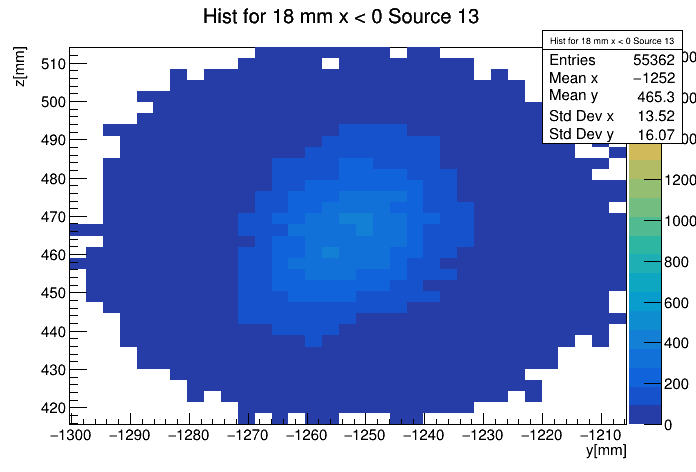 Hist for 18 mm x < 0 Source 13
Hist for 18 mm x < 0 Source 13
Entries 55362
Mean x −1252
Mean y 465.3
Std Dev x 13.52
Std Dev y 16.07
z[mm]
510
500
490
480
470
460
450
440
430
420
1200
1000
800
600
400
200
0
−1300 −1290 −1280 −1270 −1260 −1250 −1240 −1230 −1220 −1210
y[mm]